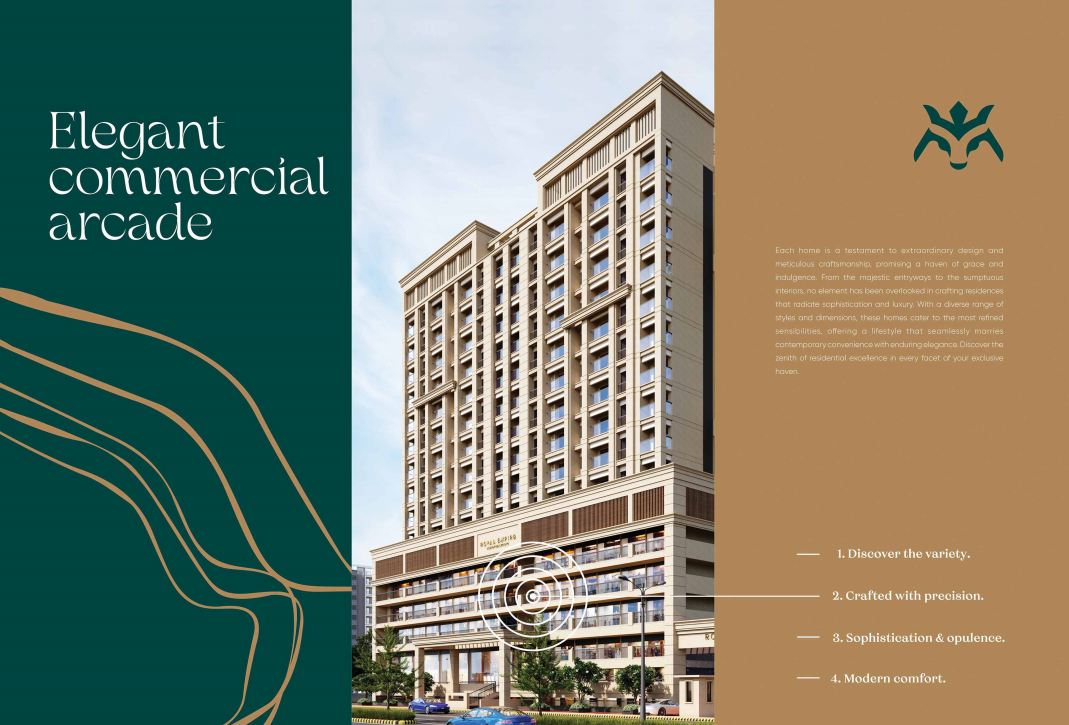 Elegant
commercial
arcade
ROYAL EMPIRE
Each home is a testament to extraordinary design and
meticulous craftsmanship, promising a haven of grace and
indulgence. From the majestic entryways to the sumptuous
interiors, no element has been overlooked in crafting residences
that radiate sophistication and luxury. With a diverse range of
styles and dimensions, these homes cater to the most refined
sensibilities, offering a lifestyle that seamlessly marries
contemporary convenience with enduring elegance. Discover the
zenith of residential excellence in every facet of your exclusive
haven.
1. Discover the variety.
2. Crafted with precision.
3. Sophistication & opulence.
4. Modern comfort.
RO